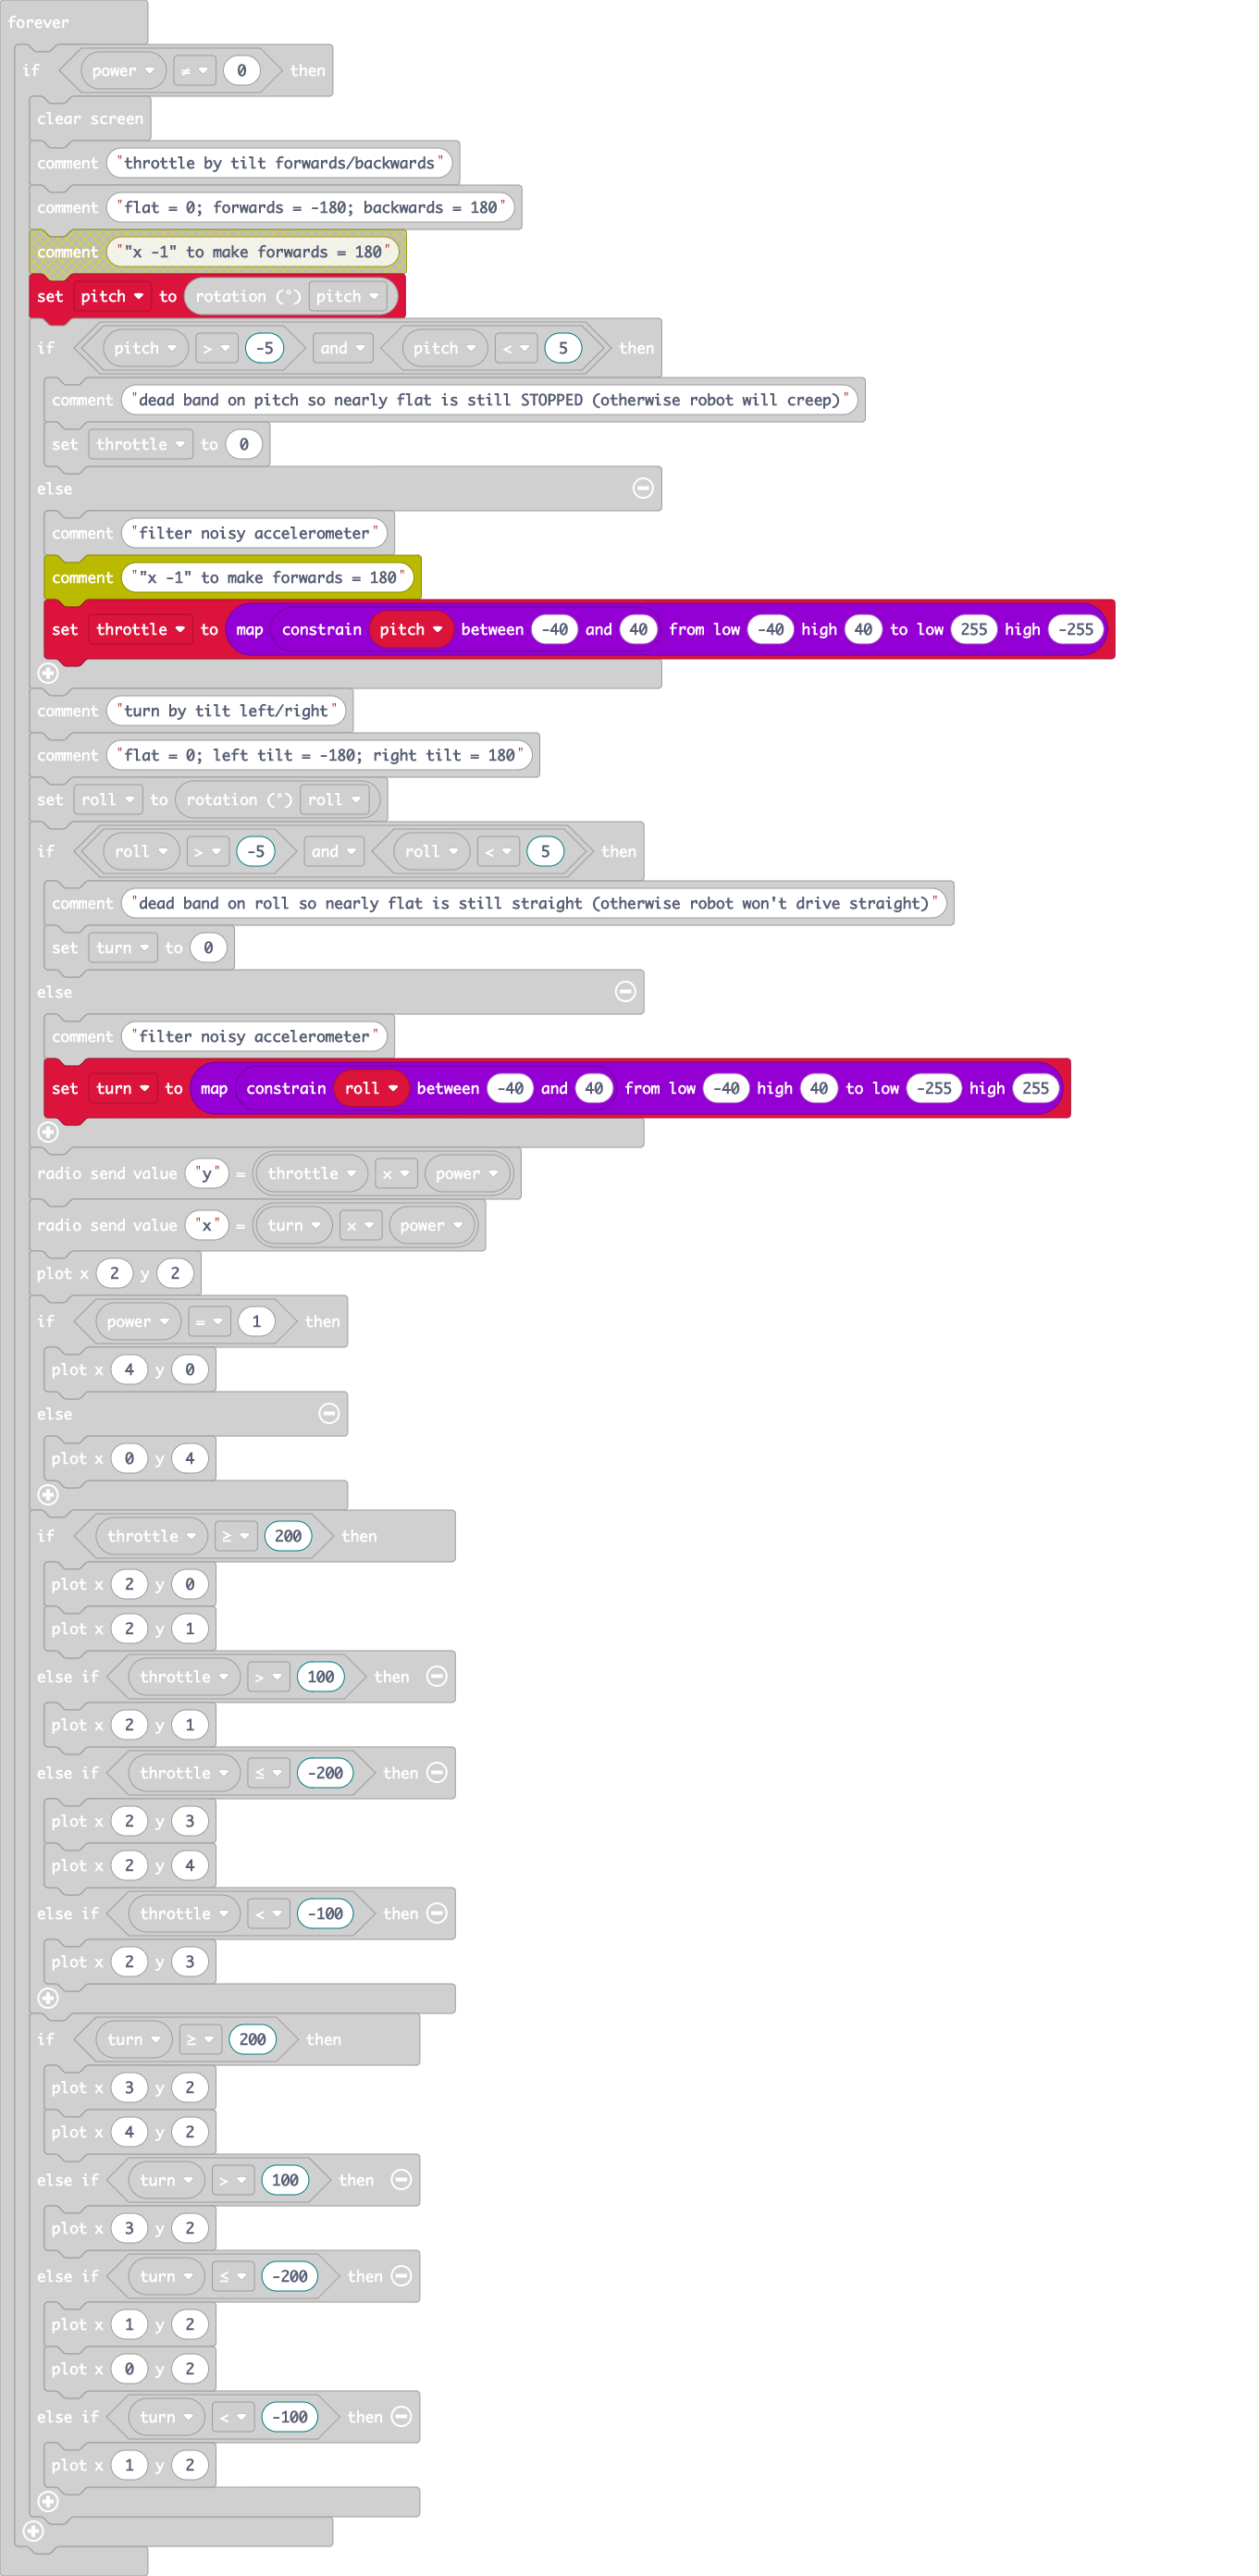 forever
if power ≠ 0 then
clear screen
comment "throttle by tilt forwards/backwards"
comment "flat = 0; forwards = -180; backwards = 180"
comment ""x -1" to make forwards = 180"
set pitch to rotation (°) pitch
if pitch > -5 and pitch < 5 then
comment "dead band on pitch so nearly flat is still STOPPED (otherwise robot will creep)"
set throttle to 0
else
comment "filter noisy accelerometer"
comment ""x -1" to make forwards = 180"
set throttle to map constrain pitch between -40 and 40 from low -40 high 40 to low 255 high -255
comment "turn by tilt left/right"
comment "flat = 0; left tilt = -180; right tilt = 180"
set roll to rotation (°) roll
if roll > -5 and roll < 5 then
comment "dead band on roll so nearly flat is still straight (otherwise robot won't drive straight)"
set turn to 0
else
comment "filter noisy accelerometer"
set turn to map constrain roll between -40 and 40 from low -40 high 40 to low -255 high 255
radio send value "y" = throttle x power
radio send value "x" = turn x power
plot x 2 y 2
if power = 1 then
plot x 4 y 0
else
plot x 0 y 4
if throttle ≥ 200 then
plot x 2 y 0
plot x 2 y 1
else if throttle > 100 then
plot x 2 y 1
else if throttle ≤ -200 then
plot x 2 y 3
plot x 2 y 4
else if throttle < -100 then
plot x 2 y 3
if turn ≥ 200 then
plot x 3 y 2
plot x 4 y 2
else if turn > 100 then
plot x 3 y 2
else if turn ≤ -200 then
plot x 1 y 2
plot x 0 y 2
else if turn < -100 then
plot x 1 y 2